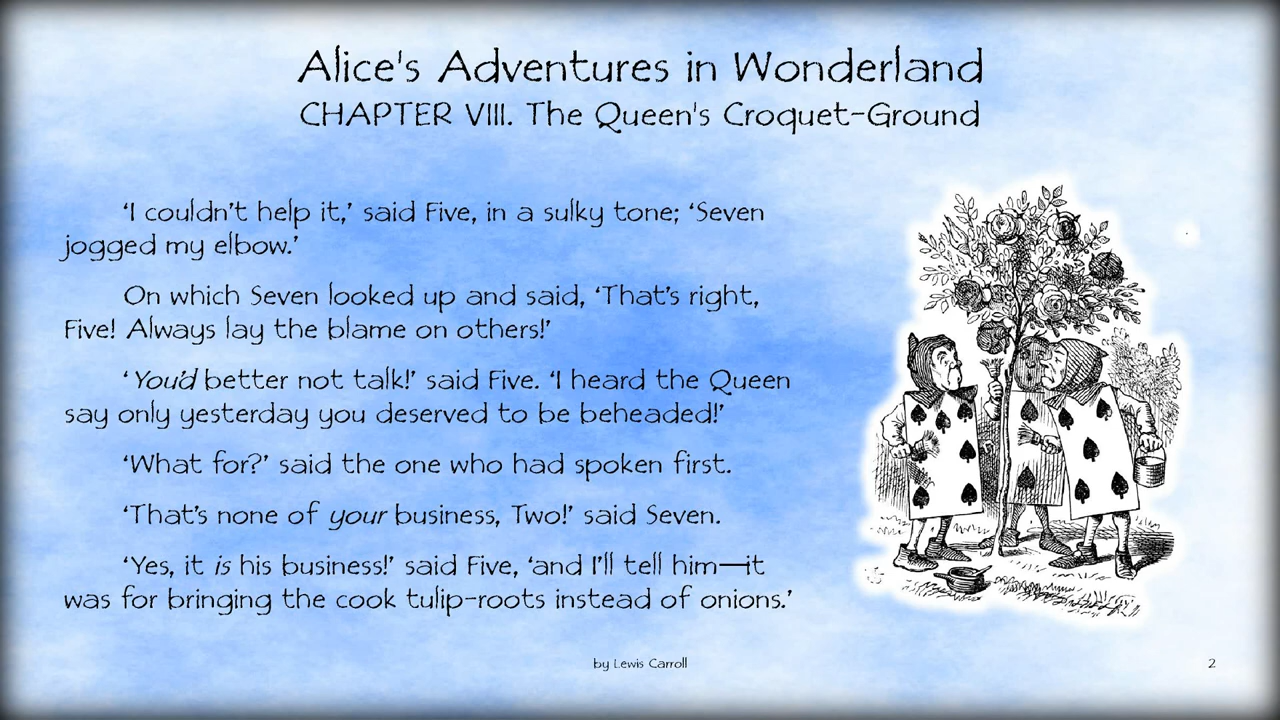 Alice's Adventures in Wonderland
CHAPTER VIII. The Queen's Croquet-Ground
‘I couldn’t help it,’ said Five, in a sulky tone; ‘Seven
jogged my elbow.’
On which Seven looked up and said, ‘That’s right,
Five! Always lay the blame on others!’
‘You’d better not talk!’ said Five. ‘I heard the Queen
say only yesterday you deserved to be beheaded!’
‘What for?’ said the one who had spoken first.
‘That’s none of your business, Two!’ said Seven.
‘Yes, it is his business!’ said Five, ‘and I’ll tell him—it
was for bringing the cook tulip-roots instead of onions.’
by Lewis Carroll
2